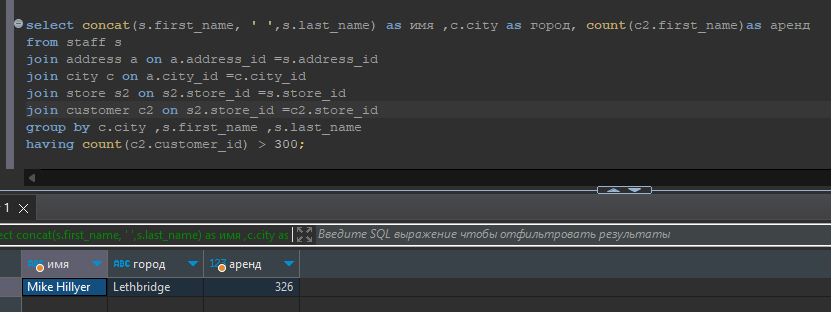 select concat(s.first_name, ' ',s.last_name) as имя ,c.city as город, count(c2.first_name)as аренд
from staff s
join address a on a.address_id =s.address_id
join city c on a.city_id =c.city_id
join store s2 on s2.store_id =s.store_id
join customer c2 on s2.store_id =c2.store_id
group by c.city ,s.first_name ,s.last_name
having count(c2.customer_id) > 300;
1
ect concat(s.first_name, ' ',s.last_name) as имя ,c.city as Введите SQL выражение чтобы отфильтровать результаты
ABC имя ABC город 123 аренд
Mike Hillyer Lethbridge 326